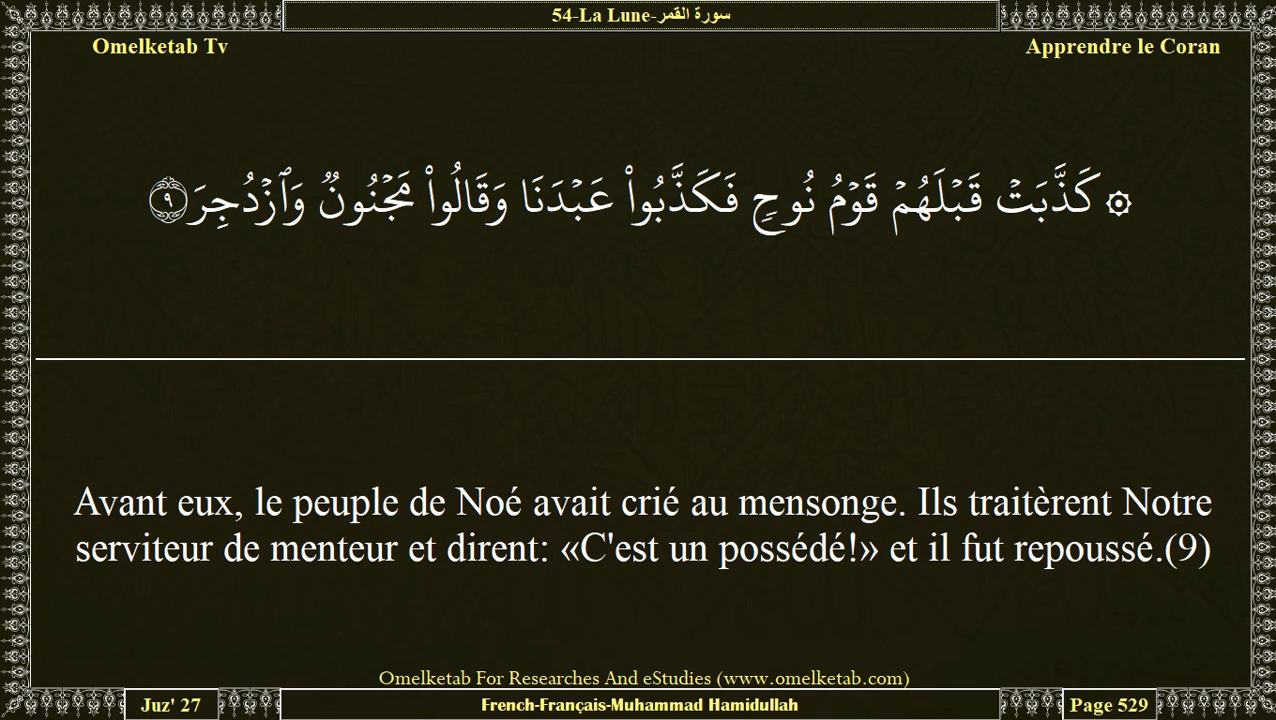 54-La Lune-سورة القمر
Omelketab Tv
Apprendre le Coran
۞ كَذَّبَتۡ قَبۡلَهُمۡ قَوۡمُ نُوحٖ فَكَذَّبُواْ عَبۡدَنَا وَقَالُواْ مَجۡنُونٞ وَٱزۡدُجِرَ ٩
Avant eux, le peuple de Noé avait crié au mensonge. Ils traitèrent Notre
serviteur de menteur et dirent: «C'est un possédé!» et il fut repoussé.(9)
Omelketab For Researches And eStudies (www.omelketab.com)
Juz' 27
French-Français-Muhammad Hamidullah
Page 529